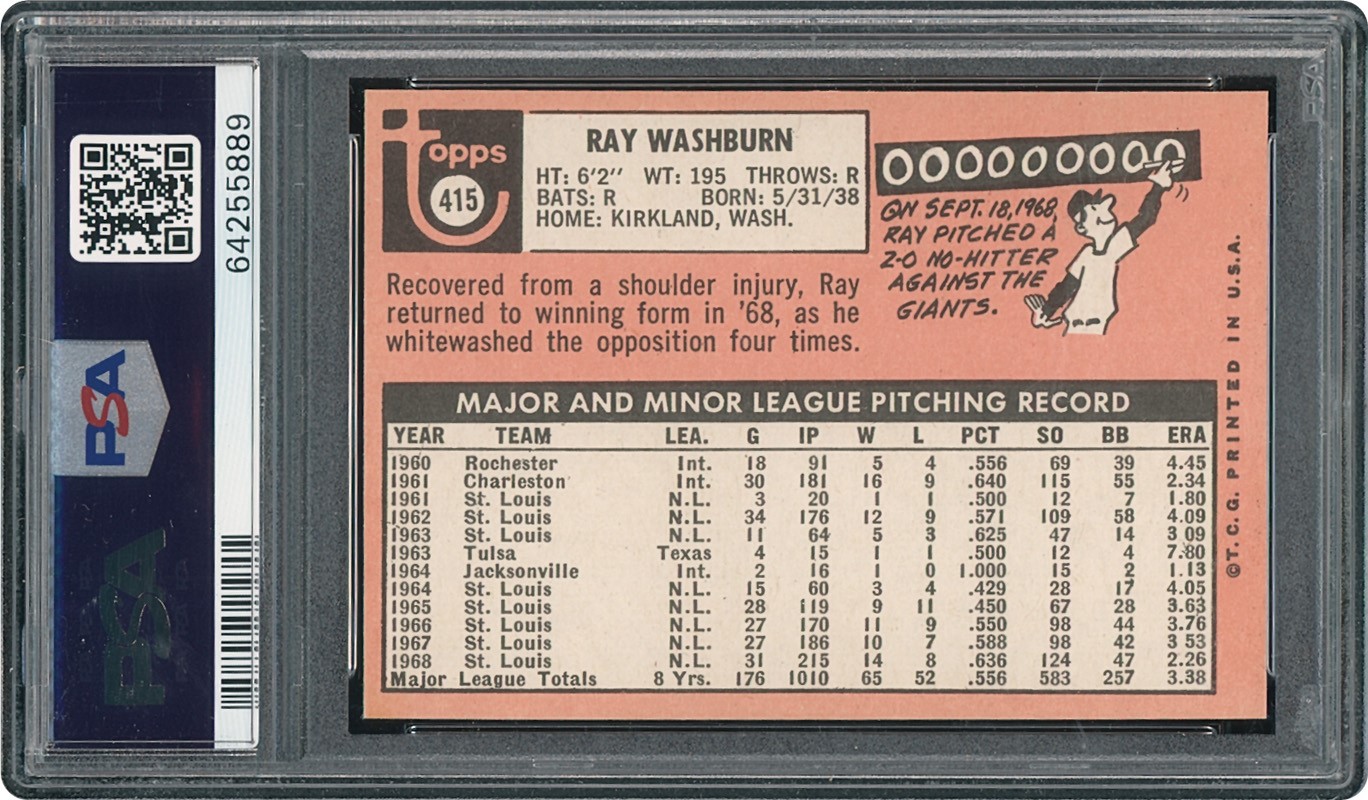 64255889
PSA
PSA
PSA
Topps
415
RAY WASHBURN
HT: 6'2'' WT: 195 THROWS: R
BATS: R BORN: 5/31/38
HOME: KIRKLAND, WASH.
000000000
ON SEPT. 18, 1968,
RAY PITCHED A
2-0 NO-HITTER
AGAINST THE
GIANTS.
Recovered from a shoulder injury, Ray
returned to winning form in '68, as he
whitewashed the opposition four times.
MAJOR AND MINOR LEAGUE PITCHING RECORD
YEAR TEAM LEA. G IP W L PCT SO BB ERA
1960 Rochester Int. 18 91 5 4 .556 69 39 4.45
1961 Charleston Int. 30 181 16 9 .640 115 55 2.34
1961 St. Louis N.L. 3 20 1 1 .500 12 7 1.80
1962 St. Louis N.L. 34 176 12 9 .571 109 58 4.09
1963 St. Louis N.L. 11 64 5 3 .625 47 14 3 09
1963 Tulsa Texas 4 15 1 1 .500 12 4 7.80
1964 Jacksonville Int. 2 16 1 0 1.000 15 2 1.13
1964 St. Louis N.L. 15 60 3 4 .429 28 17 4.05
1965 St. Louis N.L. 28 119 9 11 .450 67 28 3.63
1966 St. Louis N.L. 27 170 11 9 .550 98 44 3.76
1967 St. Louis N.L. 27 186 10 7 .588 98 42 3 53
1968 St. Louis N.L. 31 215 14 8 .636 124 47 2.26
Major League Totals 8 Yrs. 176 1010 65 52 .556 583 257 3.38
©T.C.G. PRINTED IN U.S.A.